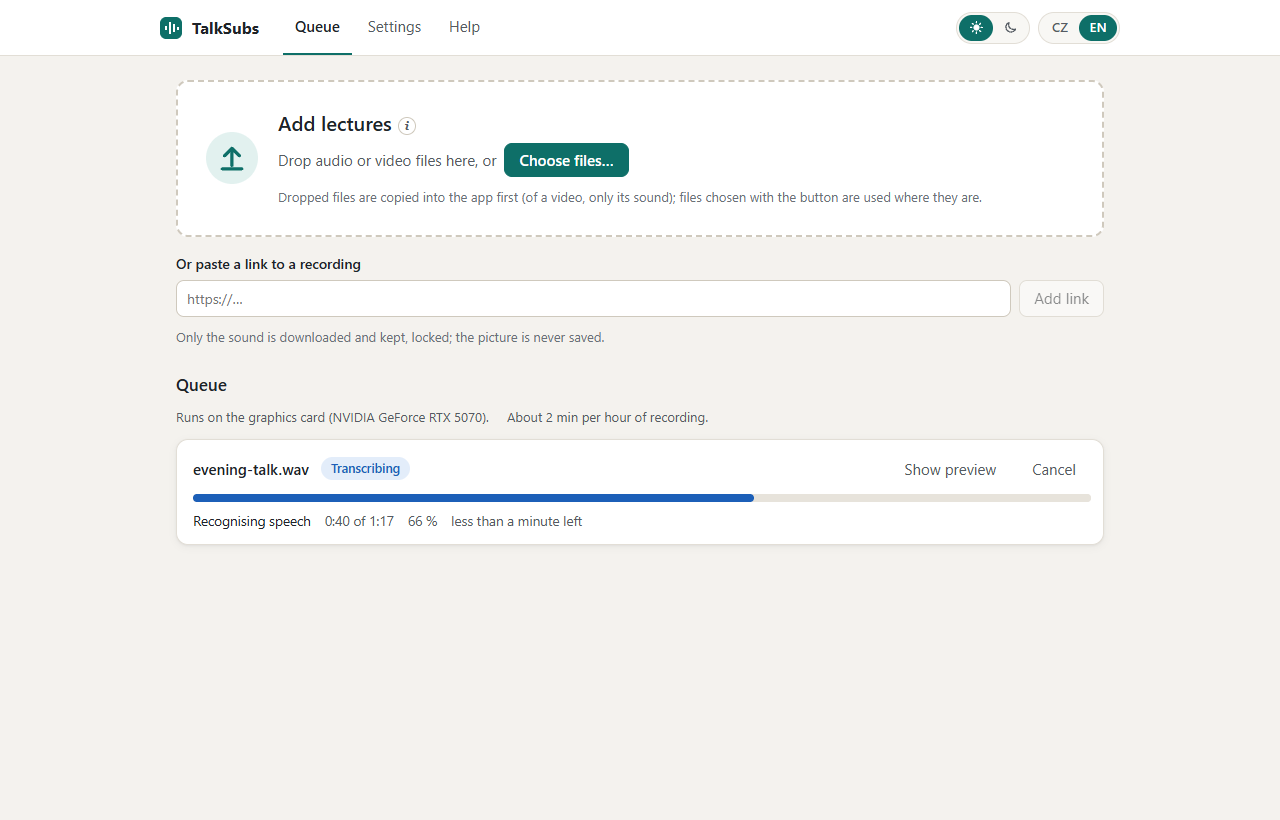 TalkSubs
Queue
Settings
Help
CZ
EN
Add lectures i
Drop audio or video files here, or Choose files...
Dropped files are copied into the app first (of a video, only its sound); files chosen with the button are used where they are.
Or paste a link to a recording
https://...
Add link
Only the sound is downloaded and kept, locked; the picture is never saved.
Queue
Runs on the graphics card (NVIDIA GeForce RTX 5070). About 2 min per hour of recording.
evening-talk.wav Transcribing
Show preview
Cancel
Recognising speech 0:40 of 1:17 66 % less than a minute left